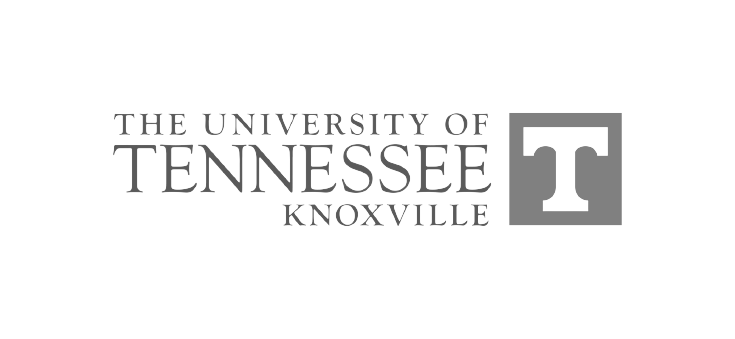 THE UNIVERSITY OF
TENNESSEE
KNOXVILLE
T